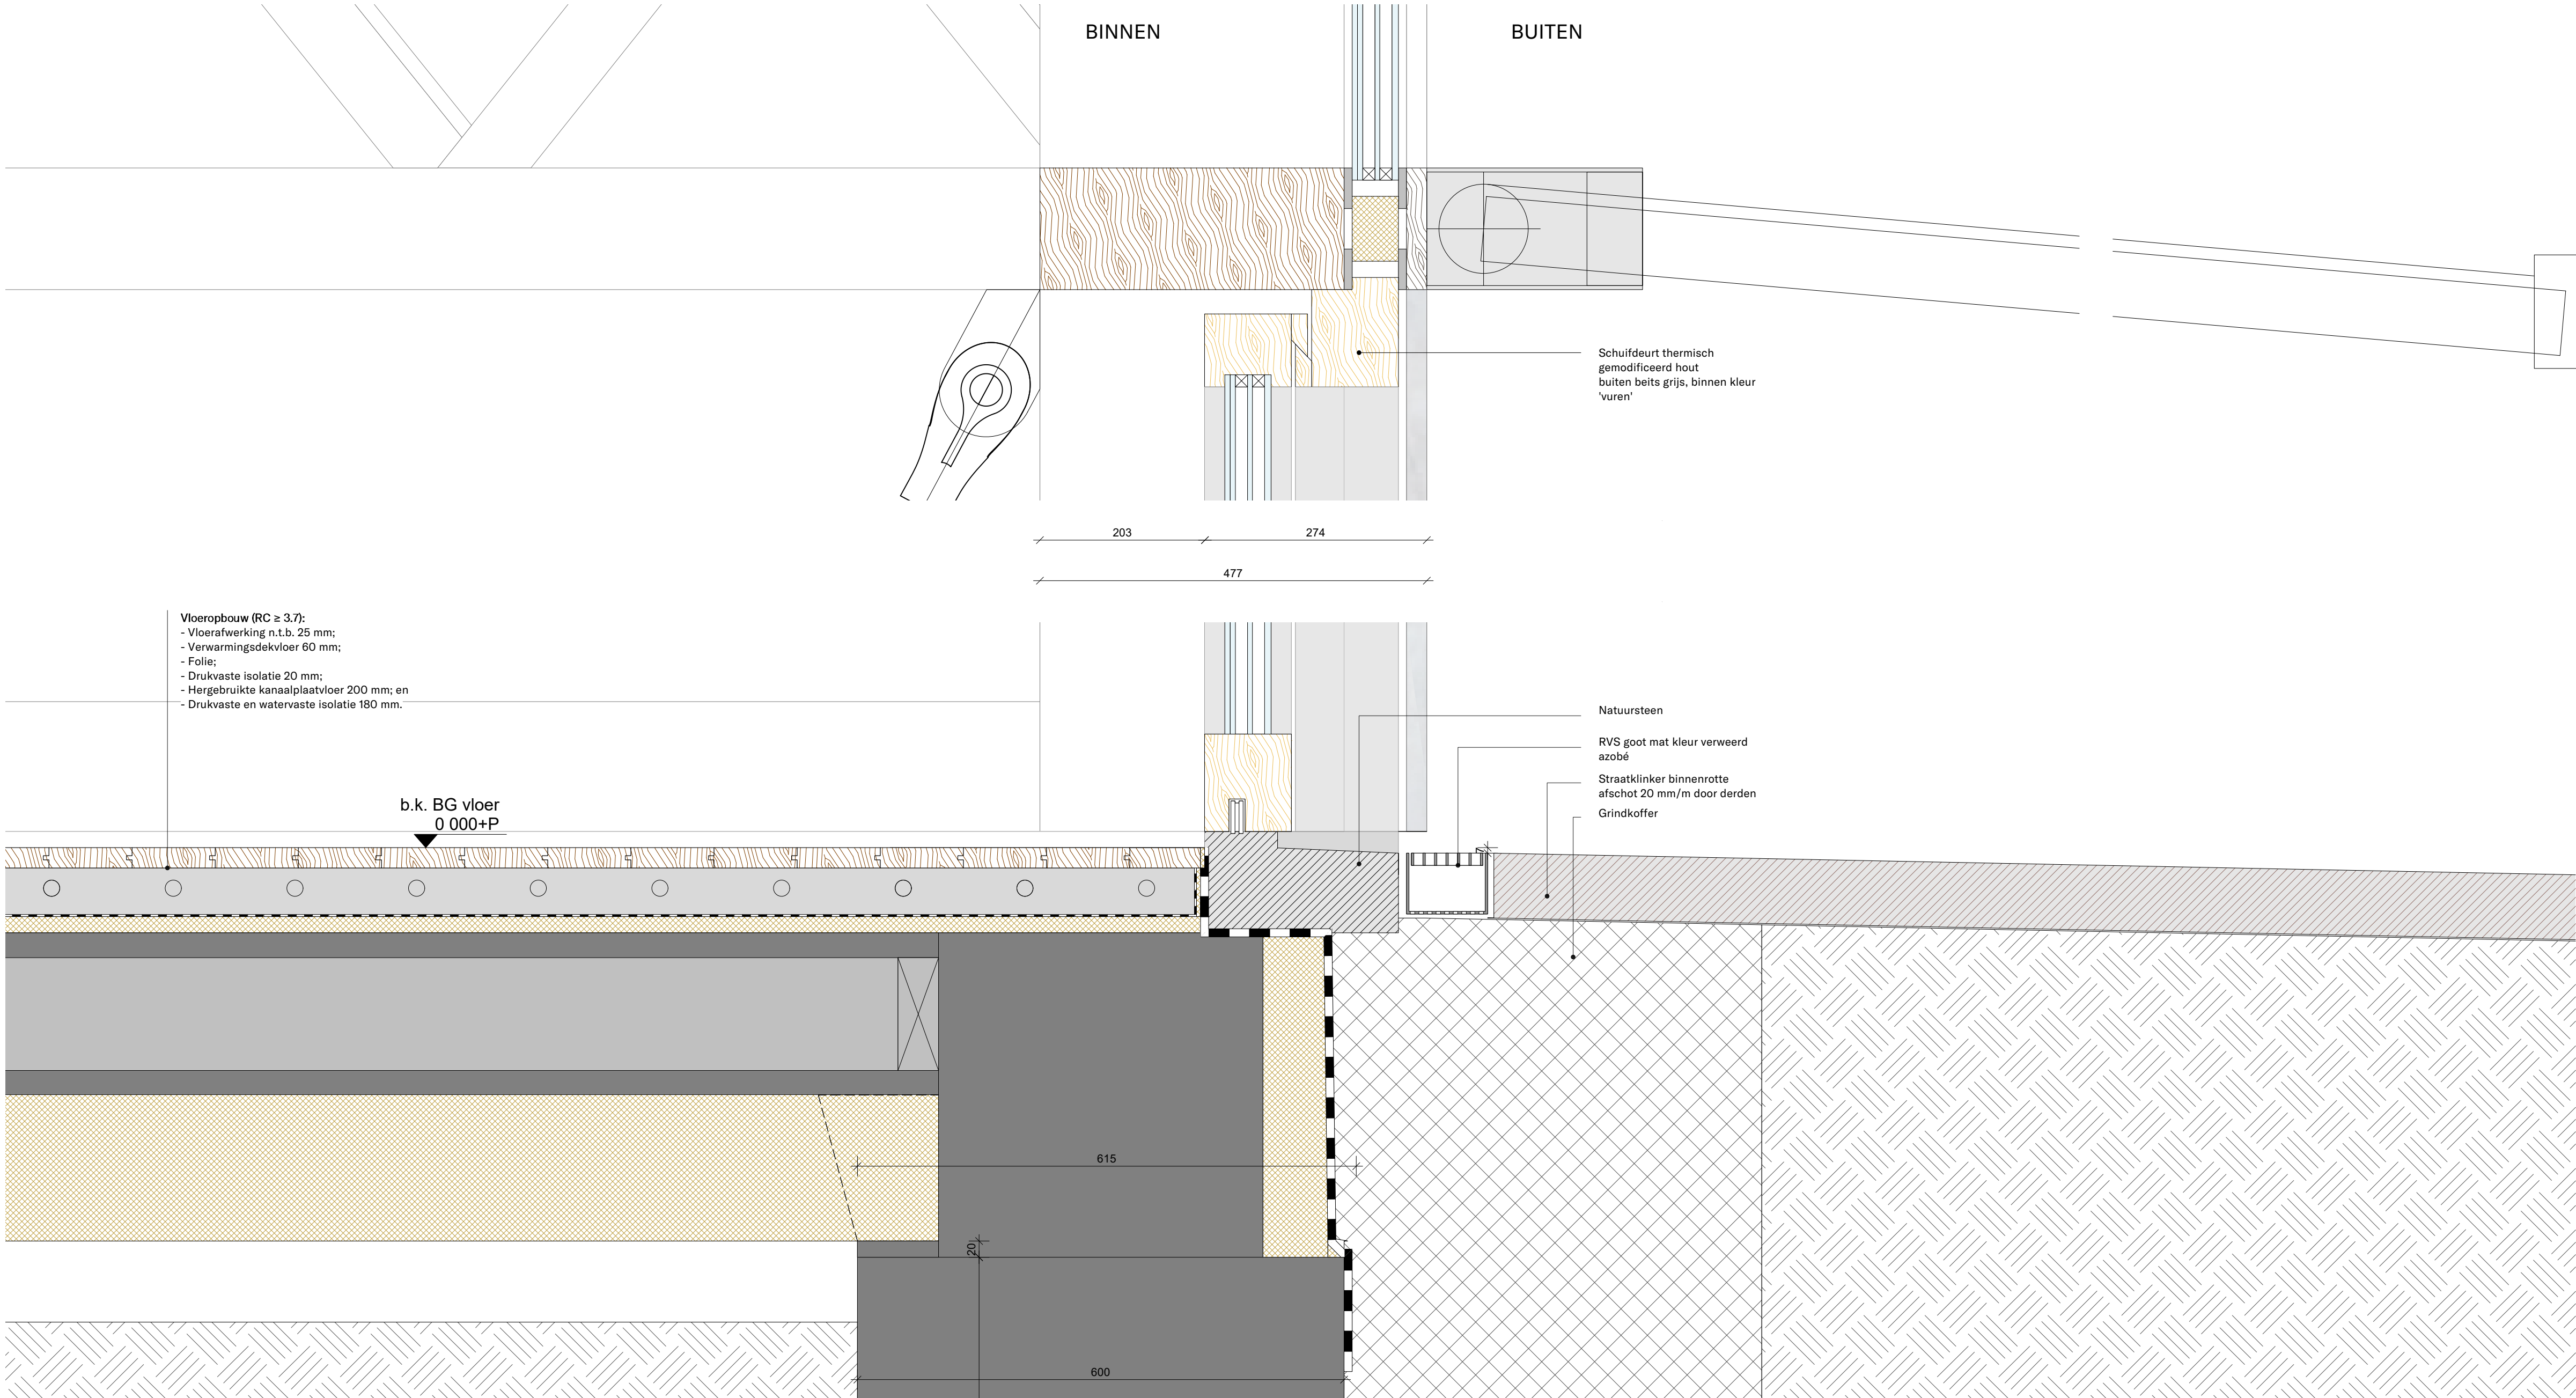 BINNEN
BUITEN
Schuifdeurt thermisch
gemodificeerd hout
buiten beits grijs, binnen kleur
'vuren'
203
274
477
Vloeropbouw (RC ≥ 3.7):
- Vloerafwerking n.t.b. 25 mm;
- Verwarmingsdekvloer 60 mm;
- Folie;
- Drukvaste isolatie 20 mm;
- Hergebruikte kanaalplaatvloer 200 mm; en
- Drukvaste en watervaste isolatie 180 mm.
Natuursteen
RVS goot mat kleur verweerd
azobé
Straatklinker binnenrotte
afschot 20 mm/m door derden
Grindkoffer
b.k. BG vloer
0 000+P
615
20
600